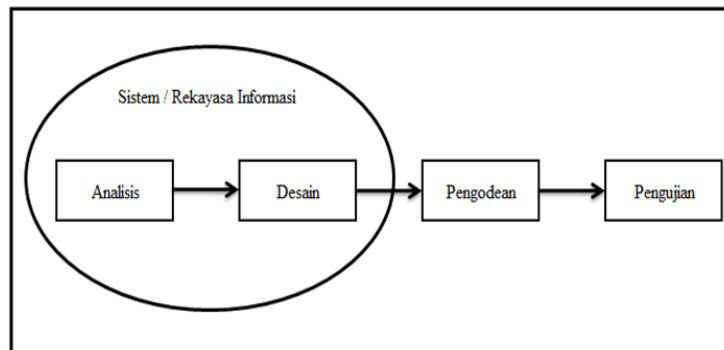 Sistem / Rekayasa Informasi
Analisis
Desain
Pengodean
Pengujian